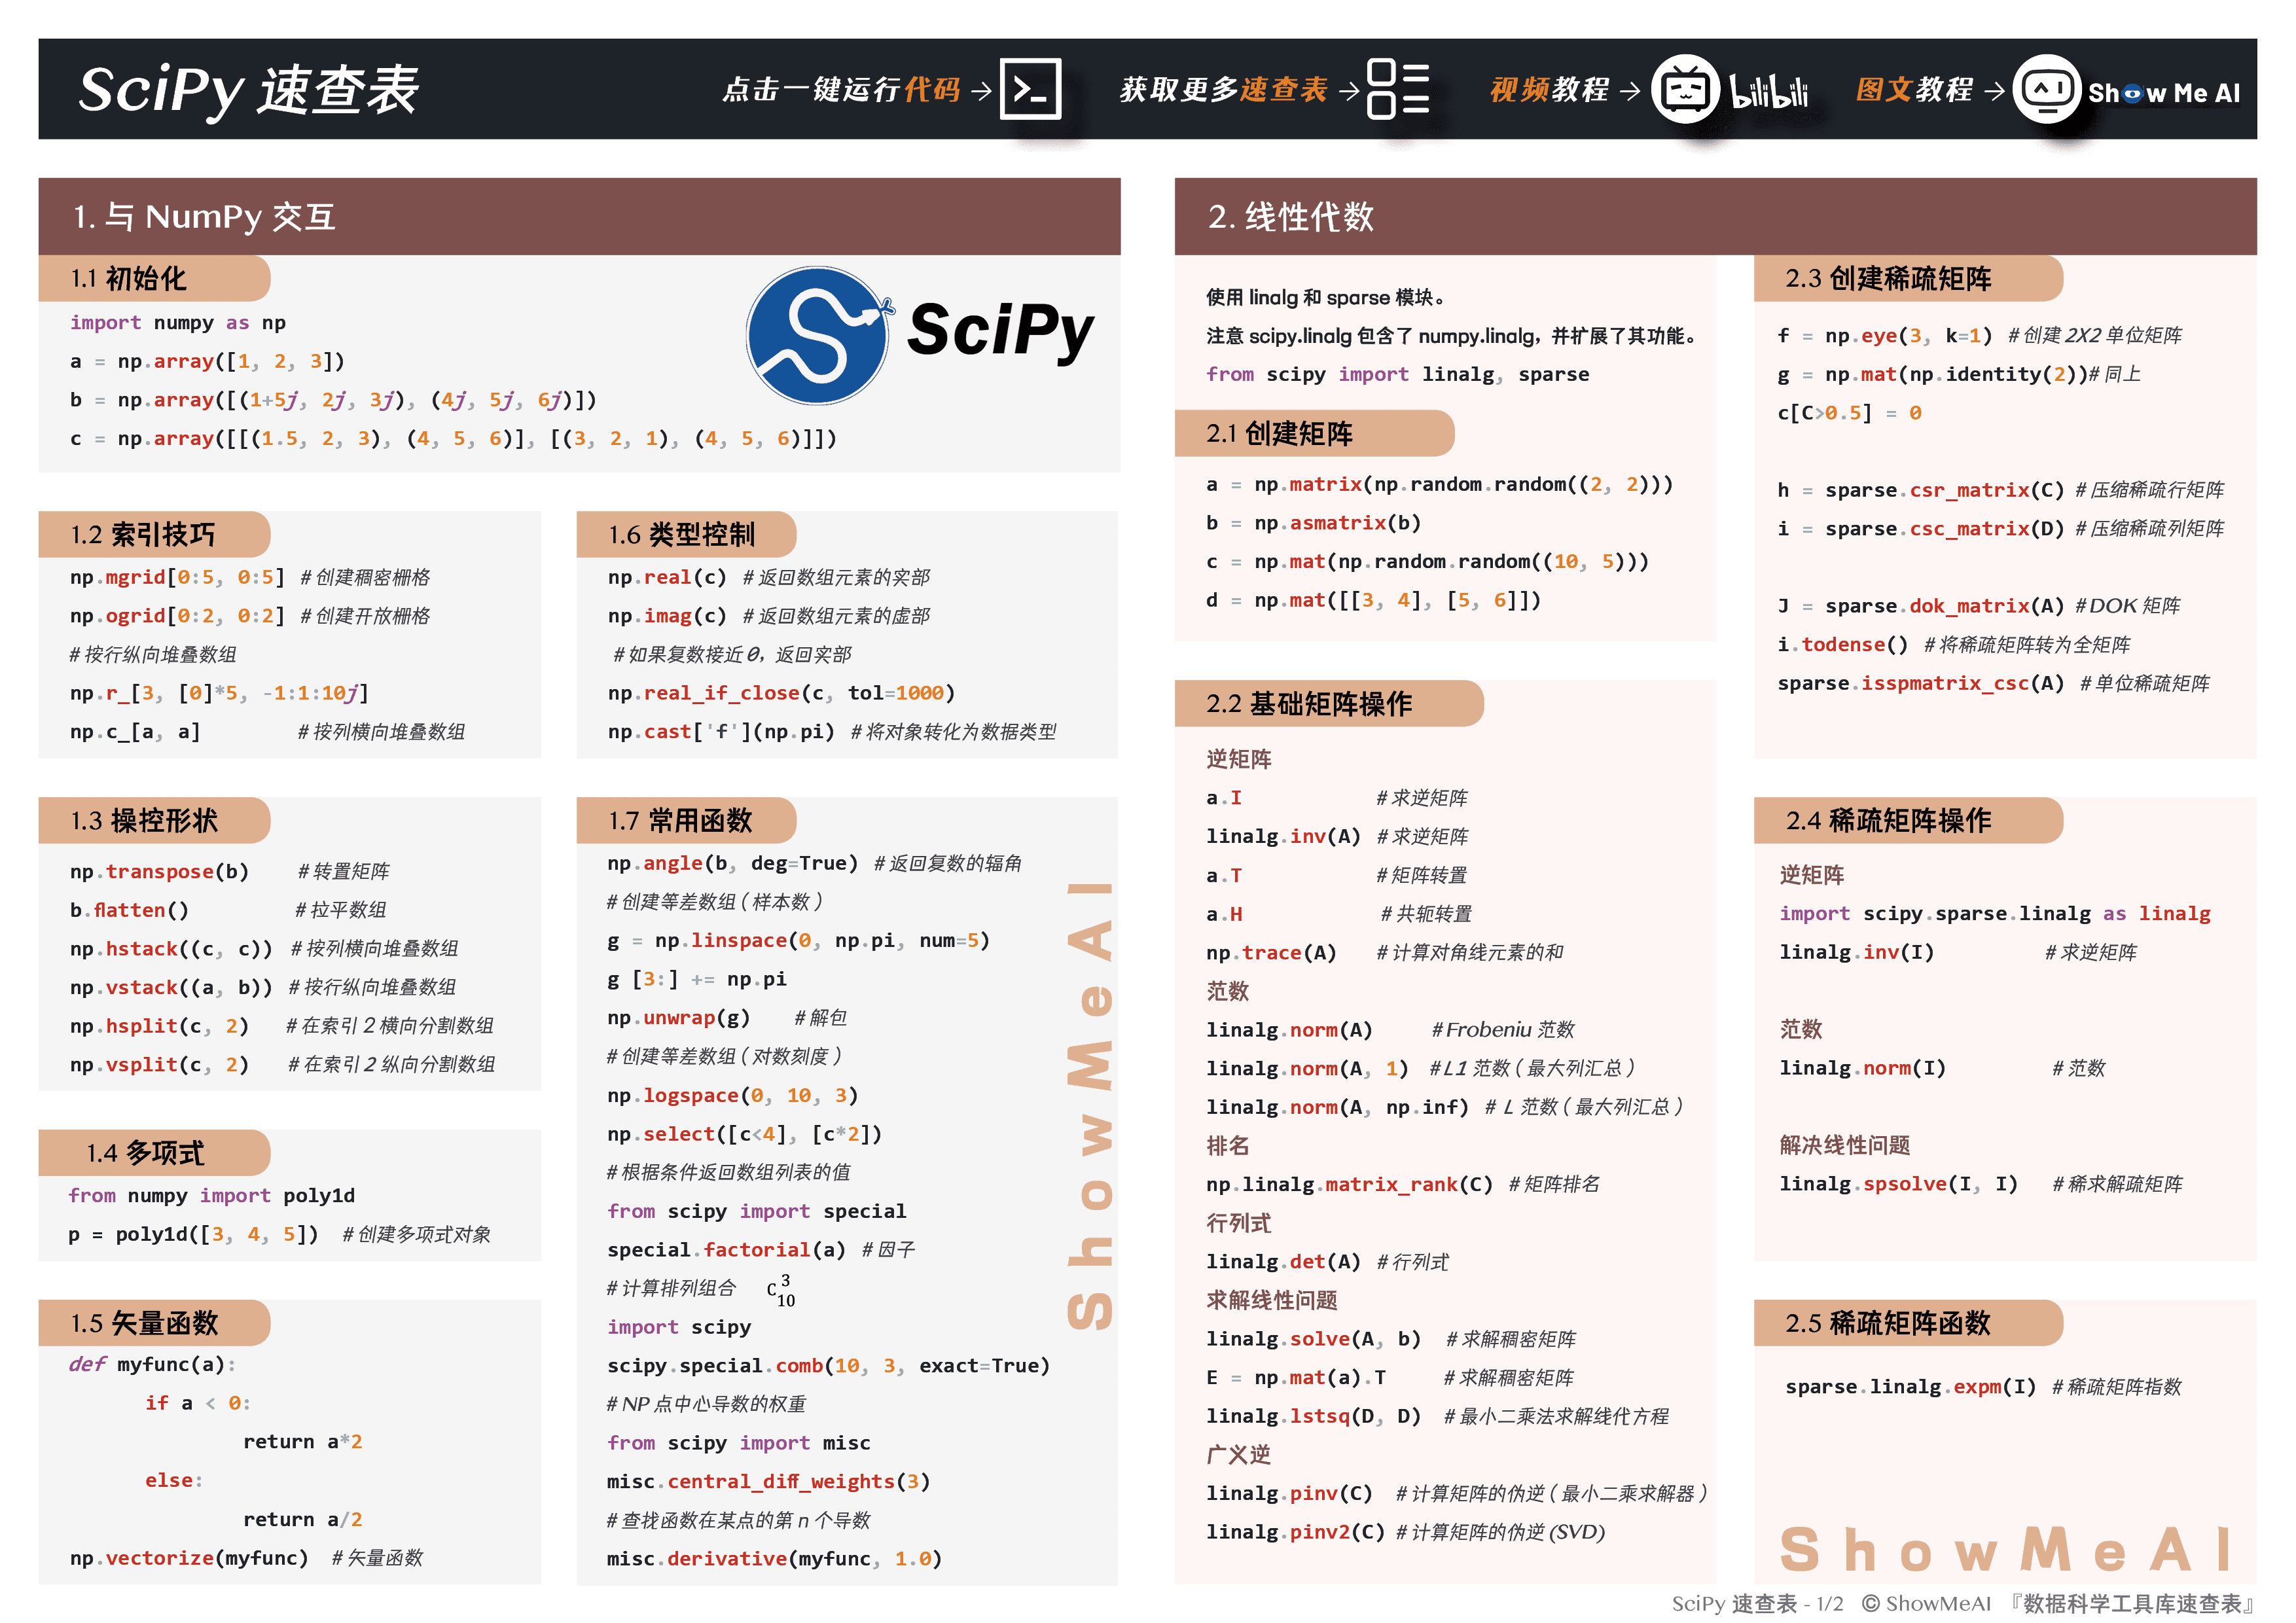 SciPy 速查表
点击一键运行代码 →
获取更多速查表 →
视频教程 → bilibili
图文教程 → Show Me AI
1. 与 NumPy 交互
1.1 初始化
SciPy
import numpy as np
a = np.array([1, 2, 3])
b = np.array([(1+5j, 2j, 3j), (4j, 5j, 6j)])
c = np.array([[(1.5, 2, 3), (4, 5, 6)], [(3, 2, 1), (4, 5, 6)]])
1.2 索引技巧
np.mgrid[0:5, 0:5] #创建稠密栅格
np.ogrid[0:2, 0:2] #创建开放栅格
#按行纵向堆叠数组
np.r_[3, [0]*5, -1:1:10j]
np.c_[a, a] #按列横向堆叠数组
1.3 操控形状
np.transpose(b) #转置矩阵
b.flatten() #拉平数组
np.hstack((c, c)) #按列横向堆叠数组
np.vstack((a, b)) #按行纵向堆叠数组
np.hsplit(c, 2) #在索引2横向分割数组
np.vsplit(c, 2) #在索引2纵向分割数组
1.4 多项式
from numpy import poly1d
p = poly1d([3, 4, 5]) #创建多项式对象
1.5 矢量函数
def myfunc(a):
if a < 0:
return a*2
else:
return a/2
np.vectorize(myfunc) #矢量函数
1.6 类型控制
np.real(c) #返回数组元素的实部
np.imag(c) #返回数组元素的虚部
#如果复数接近0，返回实部
np.real_if_close(c, tol=1000)
np.cast['f'](np.pi) #将对象转化为数据类型
1.7 常用函数
np.angle(b, deg=True) #返回复数的辐角
#创建等差数组（样本数）
g = np.linspace(0, np.pi, num=5)
g [3:] += np.pi
np.unwrap(g) #解包
#创建等差数组（对数刻度）
np.logspace(0, 10, 3)
np.select([c<4], [c*2])
#根据条件返回数组列表的值
from scipy import special
special.factorial(a) #因子
#计算排列组合 C 3 10
import scipy
scipy.special.comb(10, 3, exact=True)
#NP点中心导数的权重
from scipy import misc
misc.central_diff_weights(3)
#查找函数在某点的第n个导数
misc.derivative(myfunc, 1.0)
ShowMeAI
2. 线性代数
使用 linalg 和 sparse 模块。
注意 scipy.linalg 包含了 numpy.linalg，并扩展了其功能。
from scipy import linalg, sparse
2.1 创建矩阵
a = np.matrix(np.random.random((2, 2)))
b = np.asmatrix(b)
c = np.mat(np.random.random((10, 5)))
d = np.mat([[3, 4], [5, 6]])
2.2 基础矩阵操作
逆矩阵
a.I #求逆矩阵
linalg.inv(A) #求逆矩阵
a.T #矩阵转置
a.H #共轭转置
np.trace(A) #计算对角线元素的和
范数
linalg.norm(A) #Frobeniu 范数
linalg.norm(A, 1) #L1 范数（最大列汇总）
linalg.norm(A, np.inf) # L 范数（最大列汇总）
排名
np.linalg.matrix_rank(C) #矩阵排名
行列式
linalg.det(A) #行列式
求解线性问题
linalg.solve(A, b) #求解稠密矩阵
E = np.mat(a).T #求解稠密矩阵
linalg.lstsq(D, D) #最小二乘法求解线代方程
广义逆
linalg.pinv(C) #计算矩阵的伪逆（最小二乘求解器）
linalg.pinv2(C) #计算矩阵的伪逆(SVD)
2.3 创建稀疏矩阵
f = np.eye(3, k=1) #创建2X2单位矩阵
g = np.mat(np.identity(2))#同上
c[C>0.5] = 0
h = sparse.csr_matrix(C) #压缩稀疏行矩阵
i = sparse.csc_matrix(D) #压缩稀疏列矩阵
J = sparse.dok_matrix(A) #DOK 矩阵
i.todense() #将稀疏矩阵转为全矩阵
sparse.isspmatrix_csc(A) #单位稀疏矩阵
2.4 稀疏矩阵操作
逆矩阵
import scipy.sparse.linalg as linalg
linalg.inv(I) #求逆矩阵
范数
linalg.norm(I) #范数
解决线性问题
linalg.spsolve(I, I) #稀求解疏矩阵
2.5 稀疏矩阵函数
sparse.linalg.expm(I) #稀疏矩阵指数
ShowMeAI
SciPy 速查表 - 1/2 © ShowMeAI 『数据科学工具库速查表』